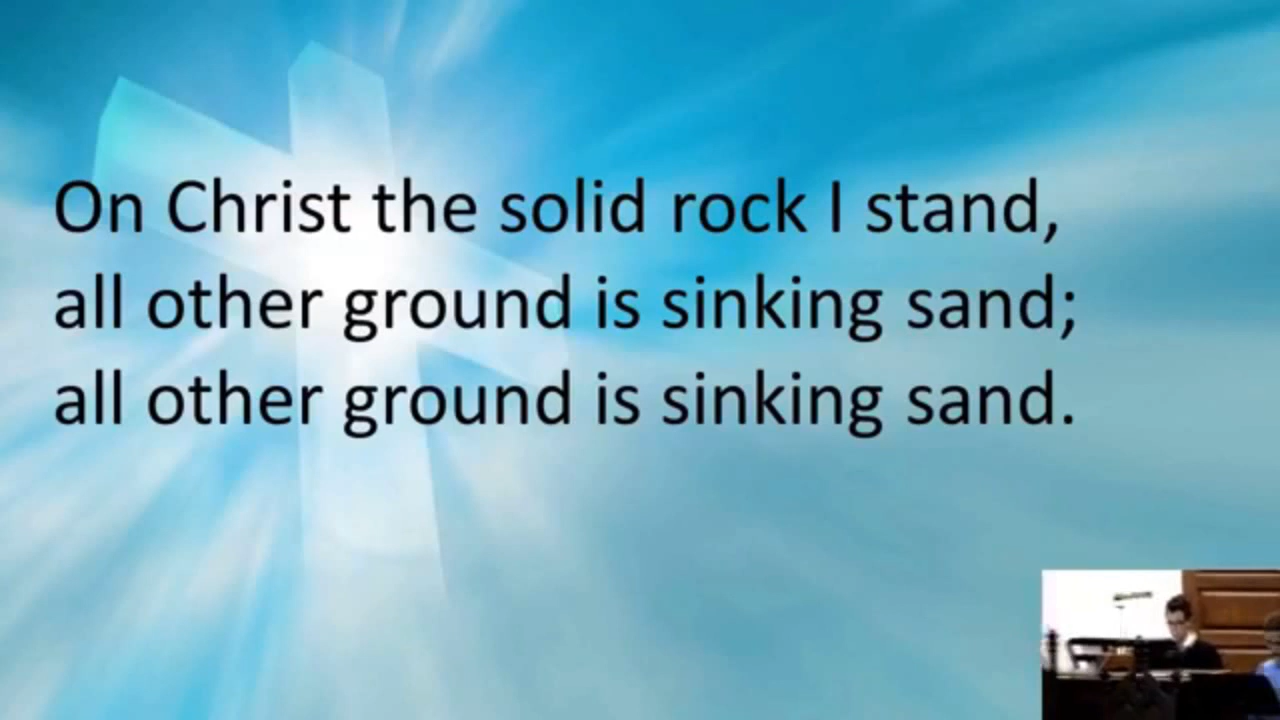 On Christ the solid rock I stand,
all other ground is sinking sand;
all other ground is sinking sand.